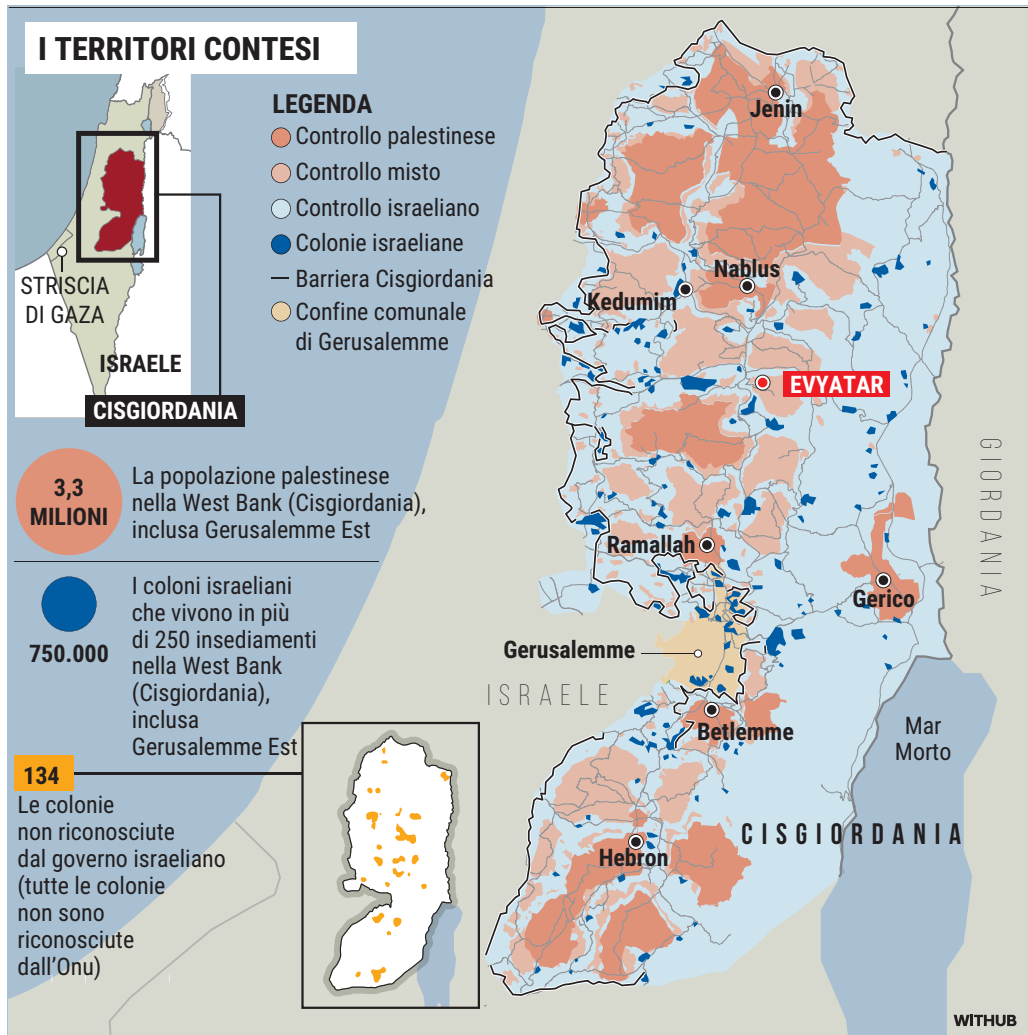 I TERRITORI CONTESI
STRISCIA
DI GAZA
ISRAELE
CISGIORDANIA
LEGENDA
Controllo palestinese
Controllo misto
Controllo israeliano
Colonie israeliane
Barriera Cisgiordania
Confine comunale
di Gerusalemme
3,3
MILIONI
La popolazione palestinese
nella West Bank (Cisgiordania),
inclusa Gerusalemme Est
750.000
I coloni israeliani
che vivono in più
di 250 insediamenti
nella West Bank
(Cisgiordania),
inclusa
Gerusalemme Est
134
Le colonie
non riconosciute
dal governo israeliano
(tutte le colonie
non sono
riconosciute
dall'Onu)
Jenin
Nablus
Kedumim
EVYATAR
GIORDANIA
Ramallah
Gerico
Gerusalemme
ISRAELE
Betlemme
Mar
Morto
CISGIORDANIA
Hebron
WITHUB